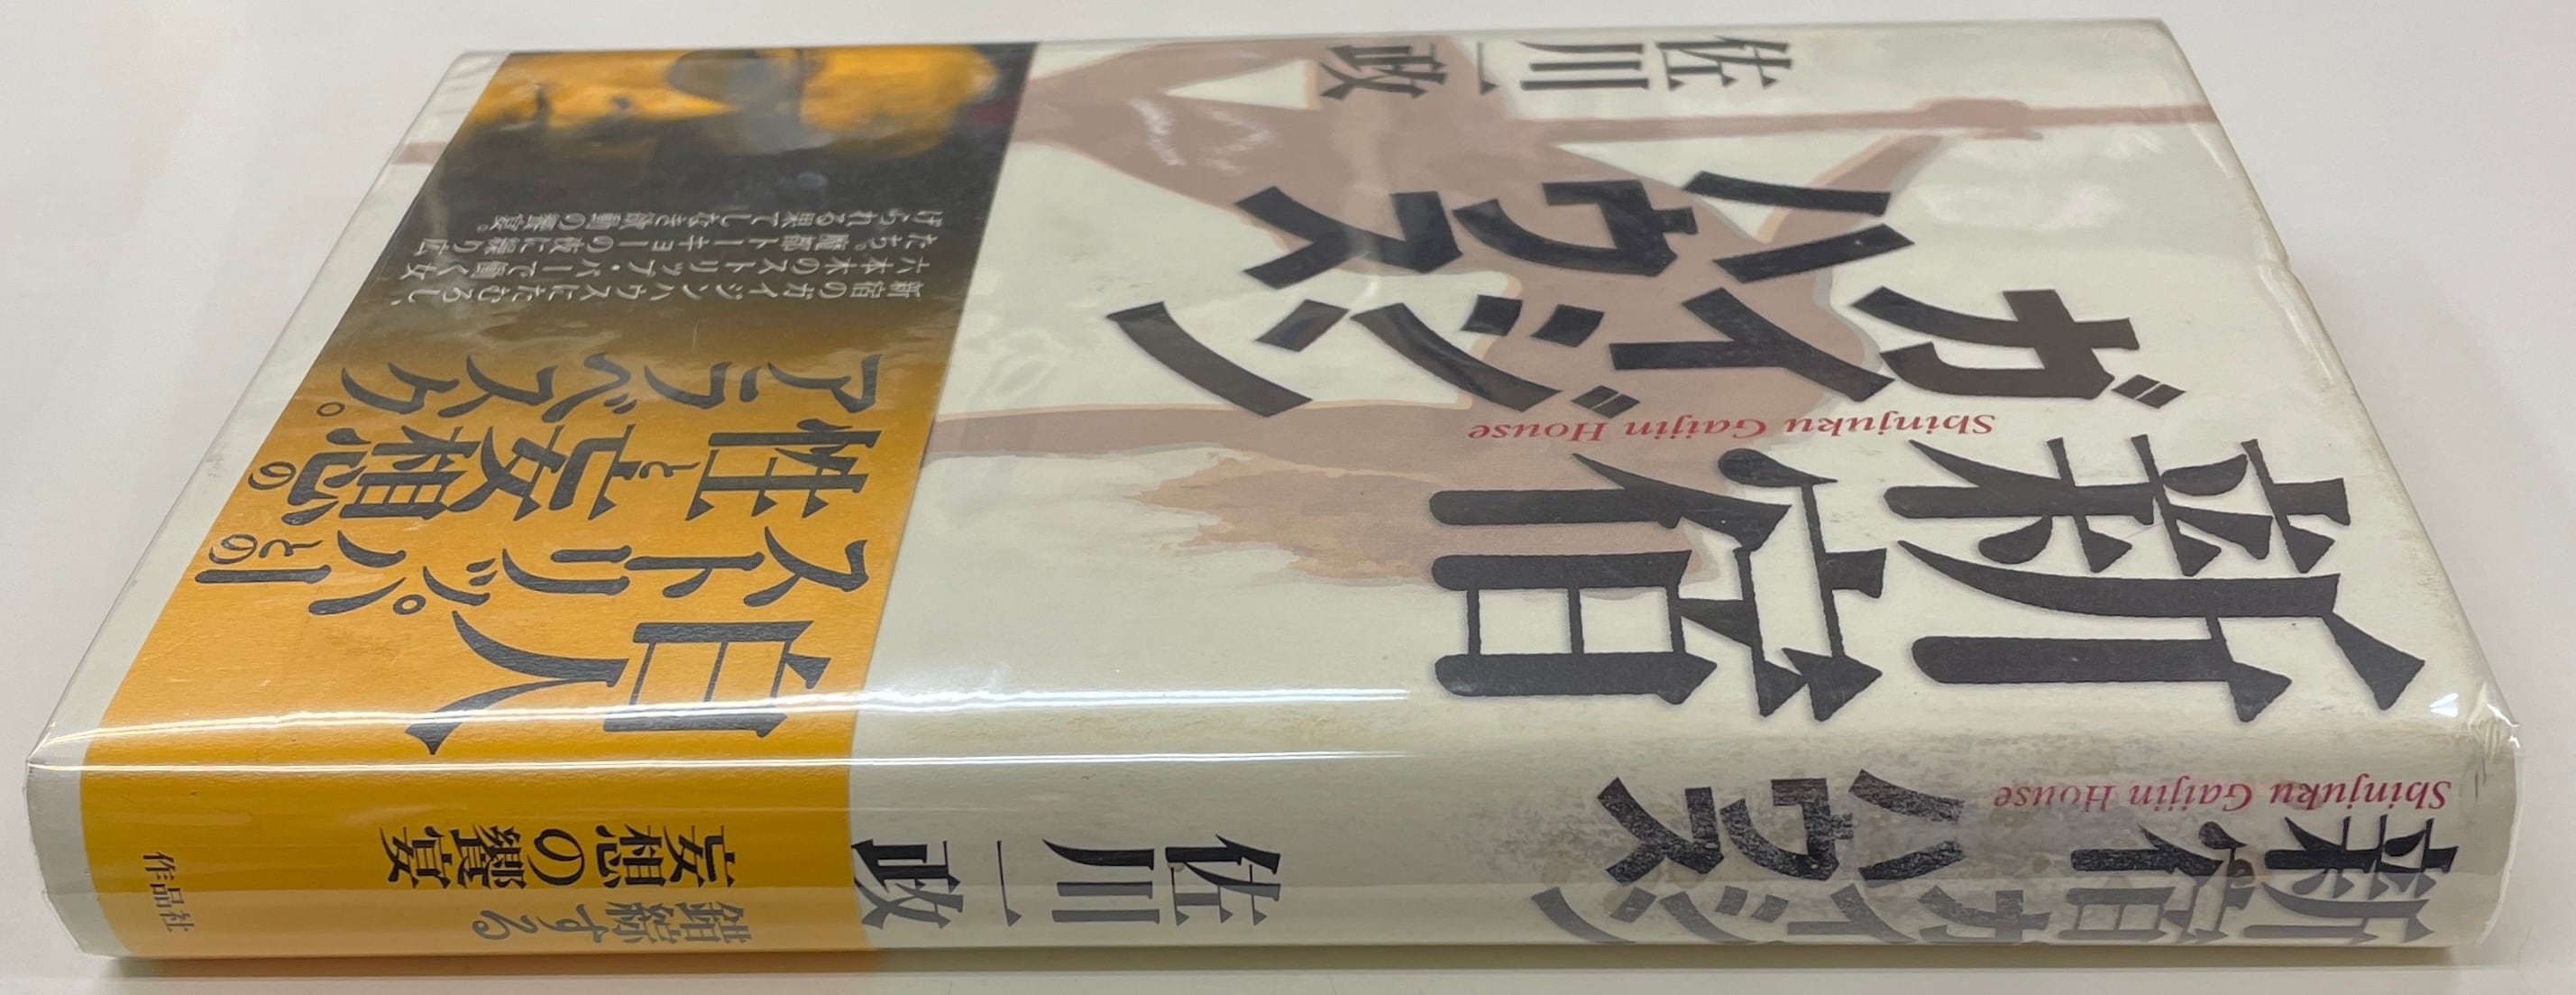 新宿
ガイジン
ハウス
Shinjuku Gaijin House
佐川一政
白人
ストリッパーとの
性と妄想の
アラベスク。
新宿のガイジンハウスにたむろし、
六本木のストリップ・バーで働く女
たち。魔都トーキョーの夜に繰り広
げられる果てしなき欲動の饗宴。
新宿ガイジンハウス
Shinjuku Gaijin House
佐川一政
錯綜する
妄想の饗宴
作品社